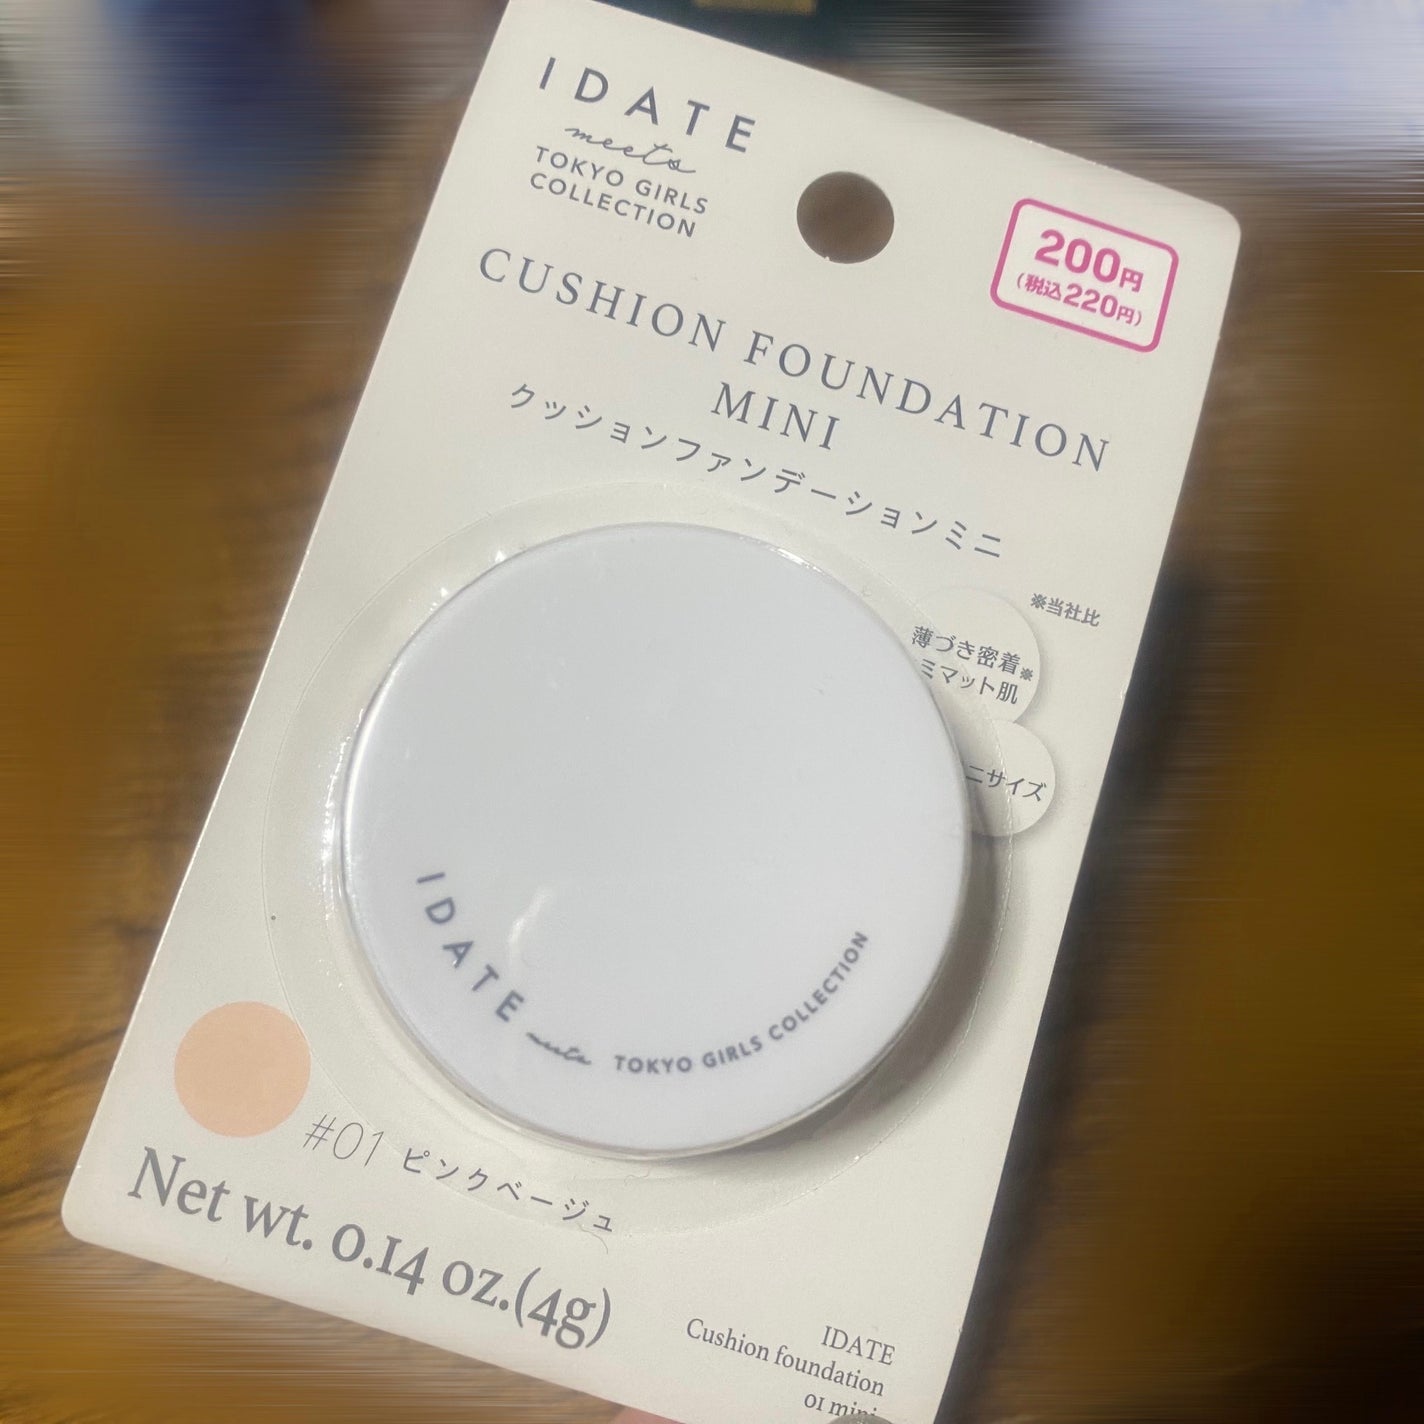 IDATE
meets
TOKYO GIRLS
COLLECTION
200円
(税込220円)
CUSHION FOUNDATION
MINI
クッションファンデーションミニ
※当社比
薄づき密着※
ミマット肌
ニサイズ
IDATE meets TOKYO GIRLS COLLECTION
#01 ピンクベージュ
Net wt. 0.14 oz.(4g)
IDATE
Cushion foundation
01 mini